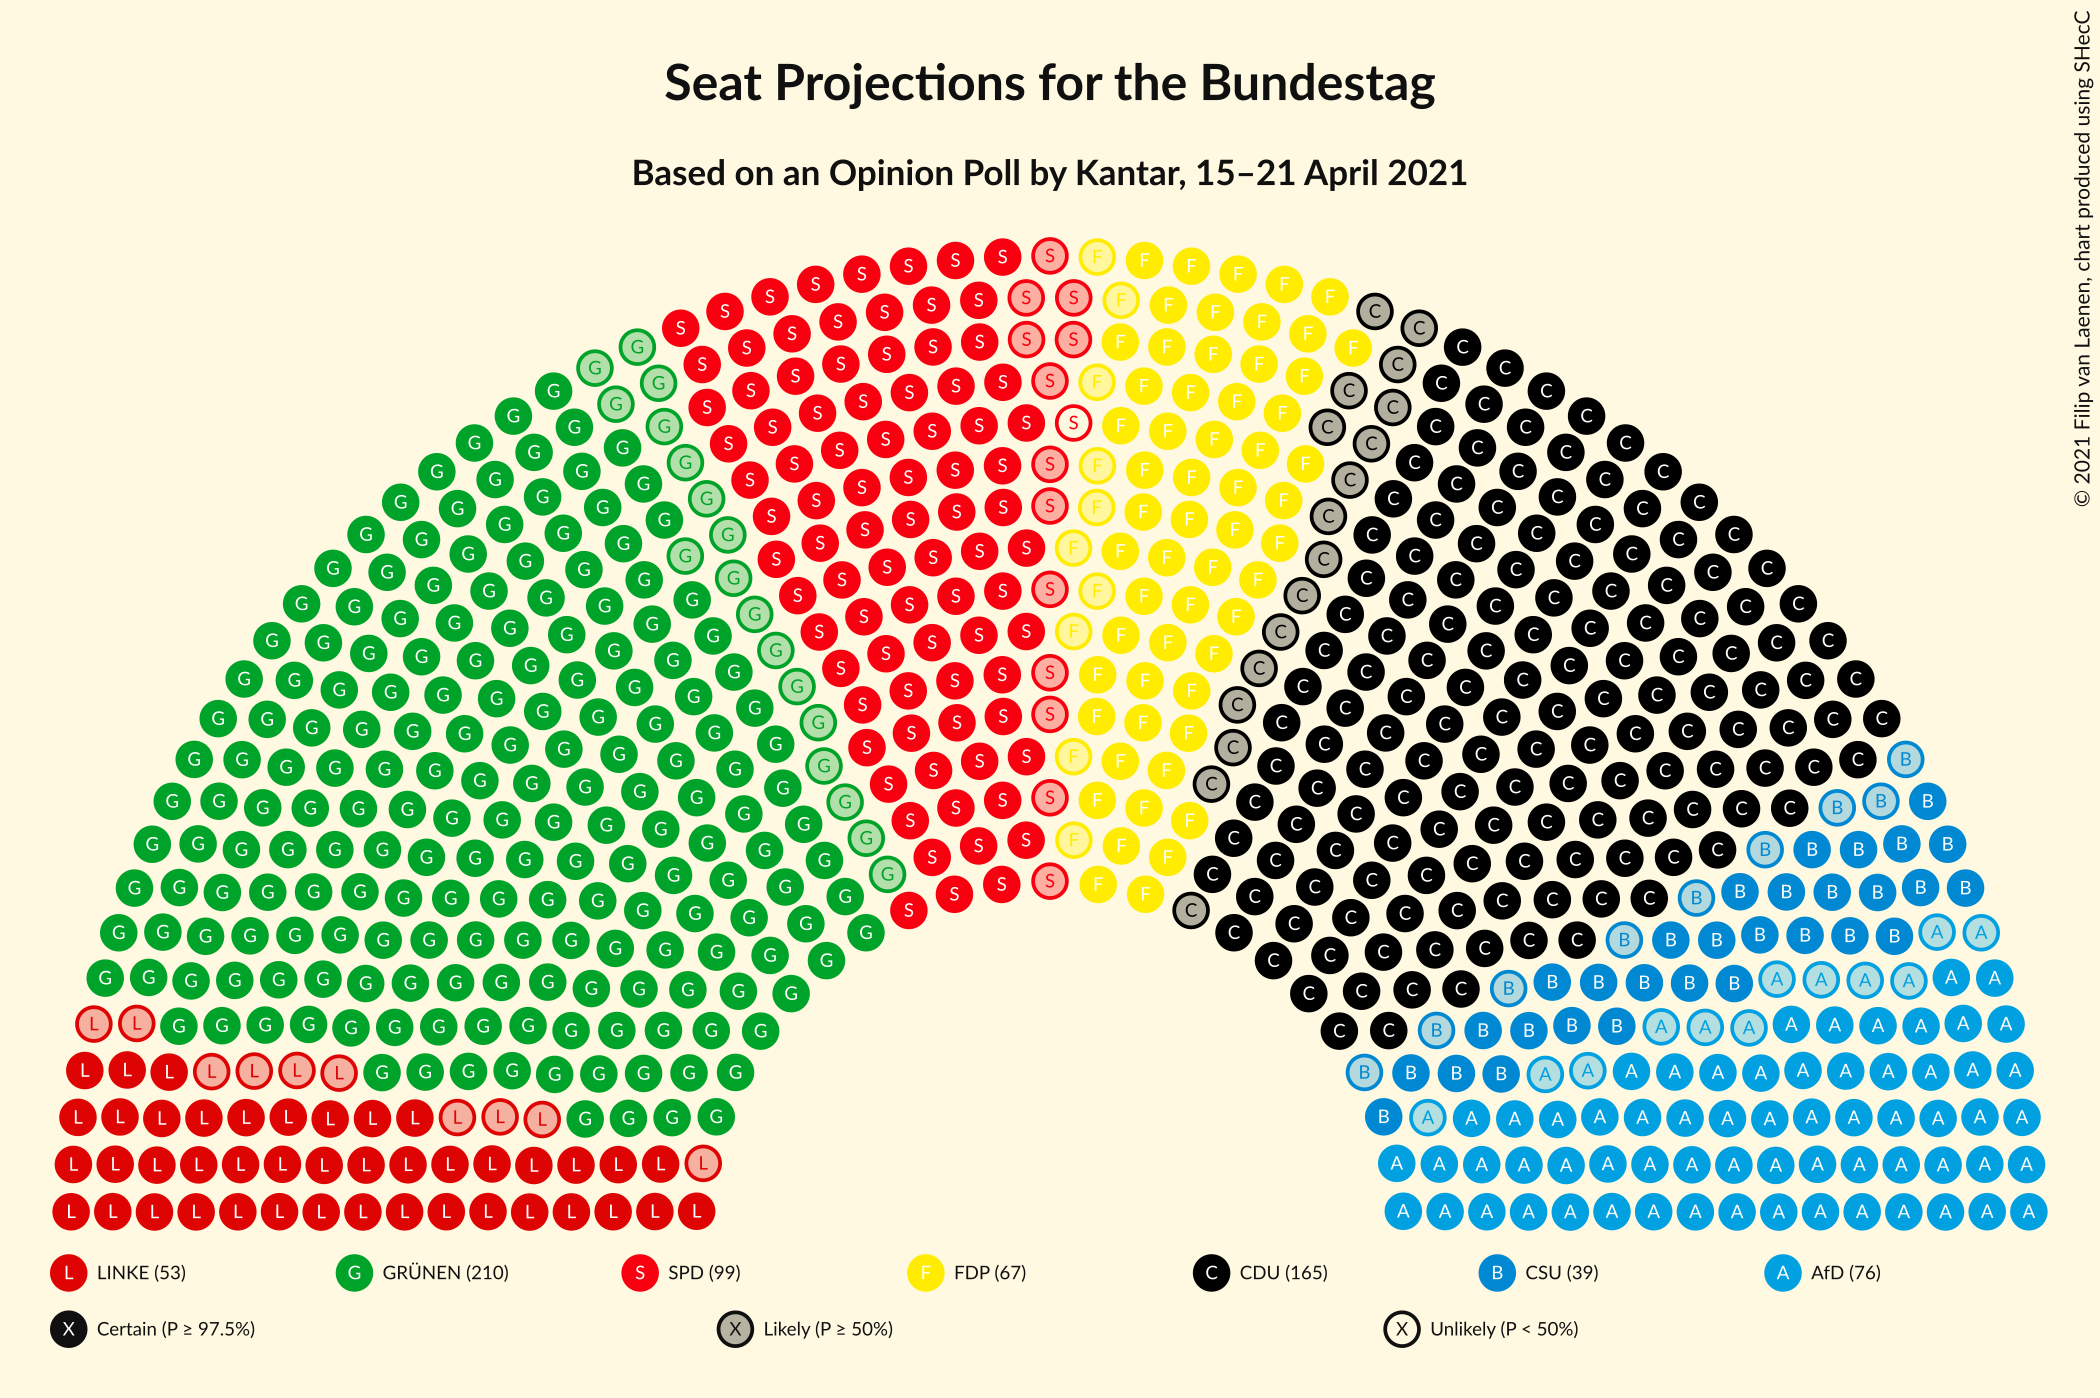 Seat Projections for the Bundestag
Based on an Opinion Poll by Kantar, 15–21 April 2021
© 2021 Filip van Laenen, chart produced using SHecC
L LINKE (53) G GRÜNEN (210) S SPD (99) F FDP (67) C CDU (165) B CSU (39) A AfD (76)
X Certain (P ≥ 97.5%) X Likely (P ≥ 50%) X Unlikely (P < 50%)